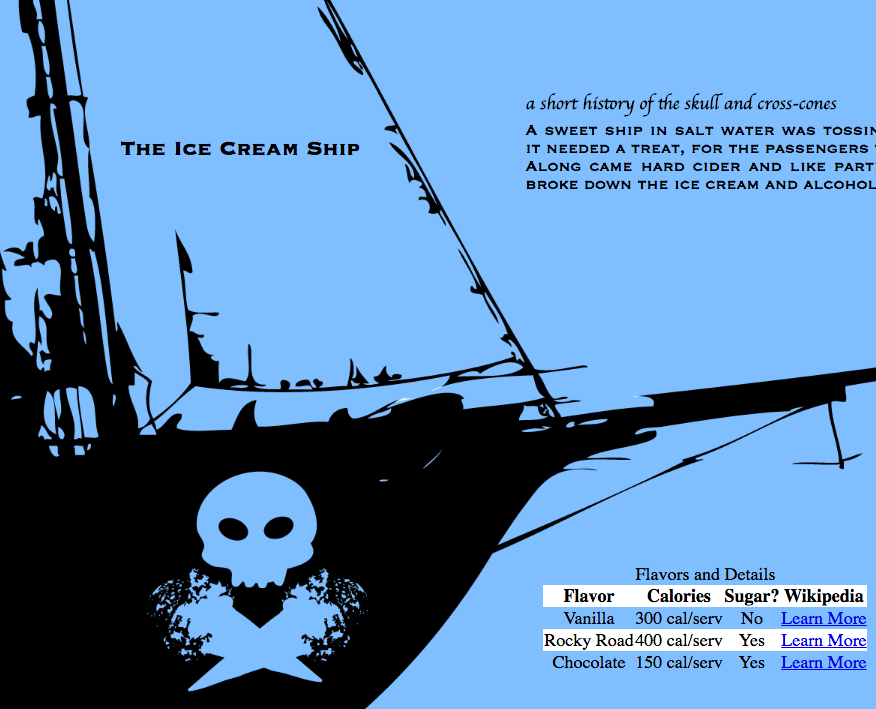 The Ice Cream Ship
a short history of the skull and cross-cones
A sweet ship in salt water was
it needed a treat, for the passengers
Along came hard cider and like
broke down the ice cream and
Flavors and Details
Flavor Calories Sugar? Wikipedia
Vanilla 300 cal/serv No Learn More
Rocky Road 400 cal/serv Yes Learn More
Chocolate 150 cal/serv Yes Learn More